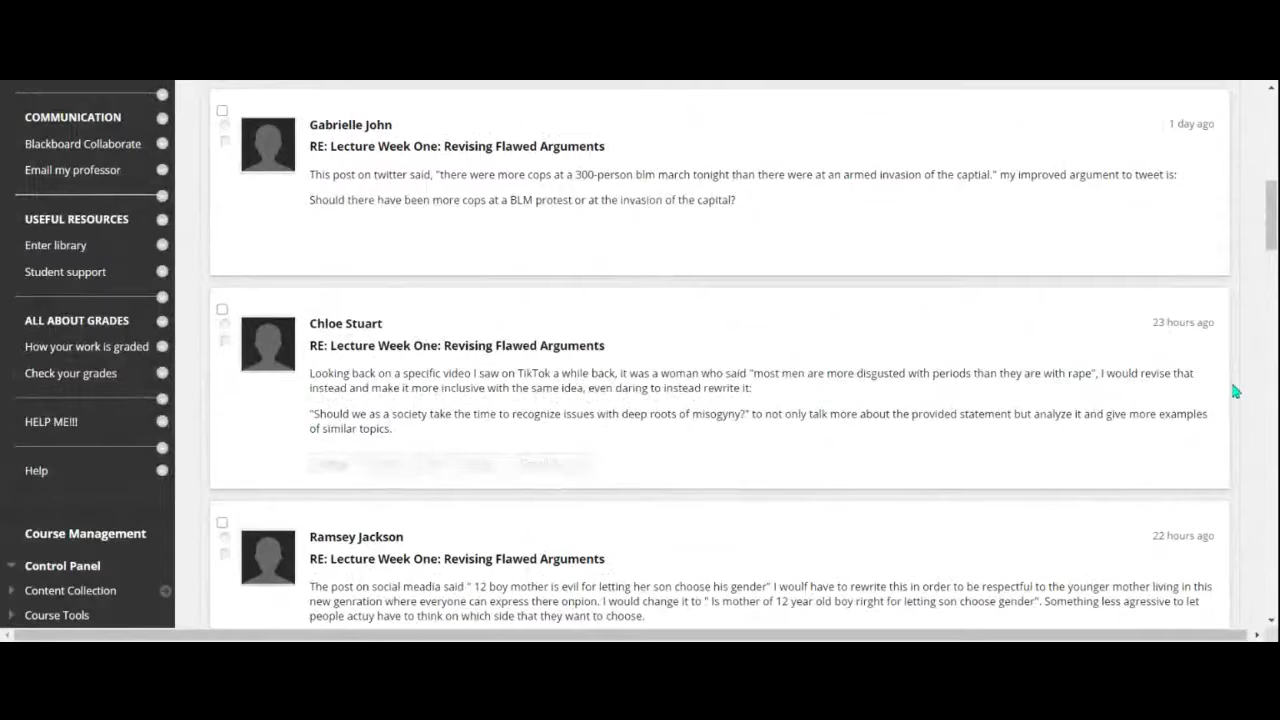 COMMUNICATION
Blackboard Collaborate
Email my professor
USEFUL RESOURCES
Enter library
Student support
ALL ABOUT GRADES
How your work is graded
Check your grades
HELP ME!!!
Help
Course Management
Control Panel
Content Collection
Course Tools
Gabrielle John
1 day ago
RE: Lecture Week One: Revising Flawed Arguments
This post on twitter said, "there were more cops at a 300-person blm march tonight than there were at an armed invasion of the captial." my improved argument to tweet is:
Should there have been more cops at a BLM protest or at the invasion of the capital?
Chloe Stuart
23 hours ago
RE: Lecture Week One: Revising Flawed Arguments
Looking back on a specific video I saw on TikTok a while back, it was a woman who said "most men are more disgusted with periods than they are with rape", I would revise that
instead and make it more inclusive with the same idea, even daring to instead rewrite it:
"Should we as a society take the time to recognize issues with deep roots of misogyny?" to not only talk more about the provided statement but analyze it and give more examples
of similar topics.
Ramsey Jackson
22 hours ago
RE: Lecture Week One: Revising Flawed Arguments
The post on social meadia said " 12 boy mother is evil for letting her son choose his gender" I woulf have to rewrite this in order to be respectful to the younger mother living in this
new genration where everyone can express there onpion. I would change it to " Is mother of 12 year old boy rirght for letting son choose gender". Something less agressive to let
people actuy have to think on which side that they want to choose.